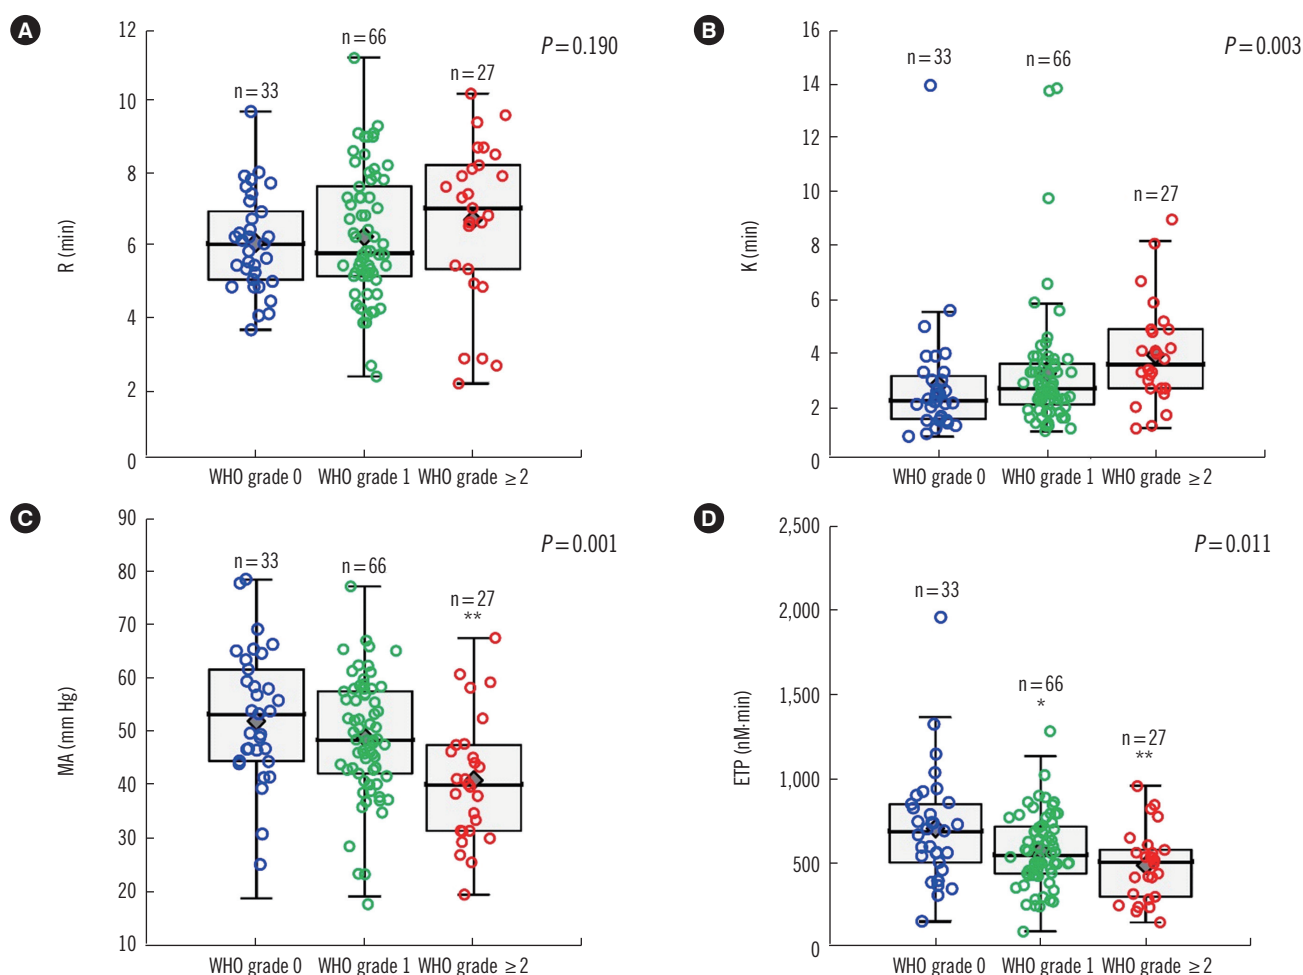 A
P=0.190
n=33
n=66
n=27
R (min)
12
10
8
6
4
2
0
WHO grade 0
WHO grade 1
WHO grade ≥2
B
P=0.003
n=33
n=66
n=27
K (min)
16
14
12
10
8
6
4
2
0
WHO grade 0
WHO grade 1
WHO grade ≥2
C
P=0.001
n=33
n=66
n=27
**
MA (mm Hg)
90
80
70
60
50
40
30
20
10
WHO grade 0
WHO grade 1
WHO grade ≥2
D
P=0.011
n=33
n=66
*
n=27
**
ETP (nM·min)
2,500
2,000
1,500
1,000
500
0
WHO grade 0
WHO grade 1
WHO grade ≥2